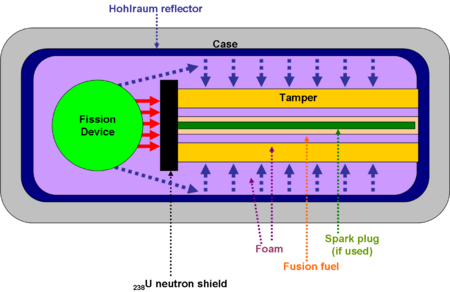 Hohlraum reflector
Case
Tamper
Fission
Device
Spark plug
(if used)
Foam
Fusion fuel
238U neutron shield